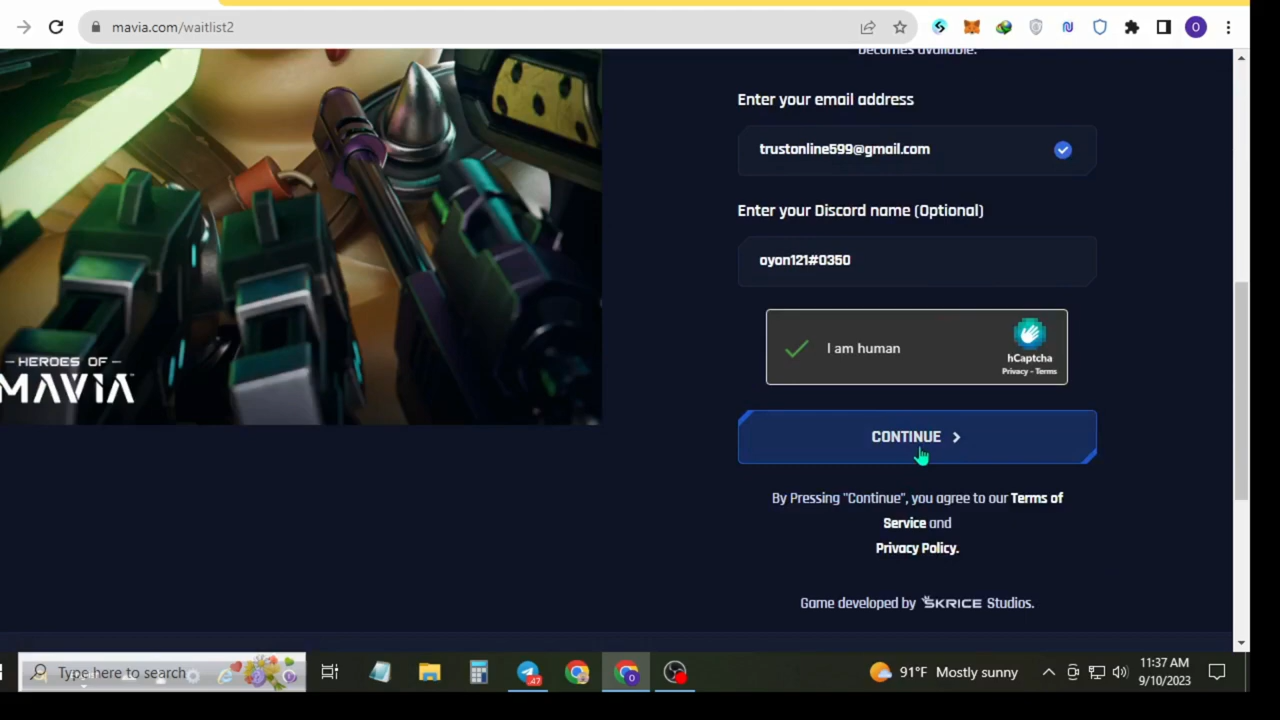 mavia.com/waitlist2
O
becomes available.
Enter your email address
trustonline599@gmail.com
Enter your Discord name (Optional)
oyon121#0350
I am human
hCaptcha
Privacy - Terms
CONTINUE
By Pressing "Continue", you agree to our Terms of
Service and
Privacy Policy.
Game developed by SKRICE Studios.
HEROES OF
MAVIA
Type here to search
47
91°F Mostly sunny
11:37 AM
9/10/2023